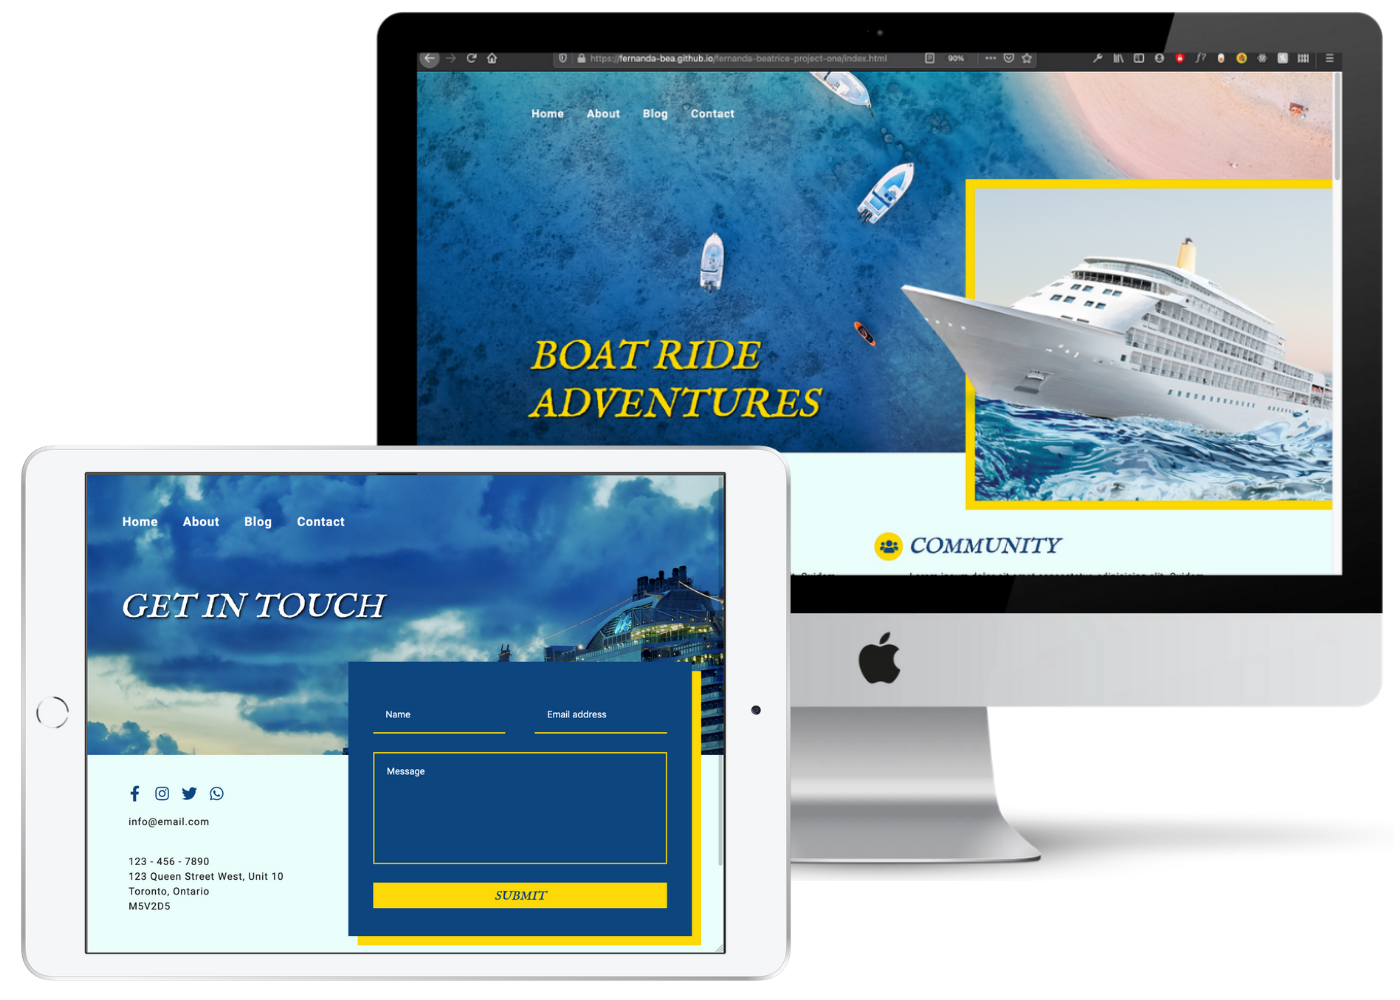 https://fernanda-bea.github.io/fernanda-beatrice-project-one/index.html
90%
Home About Blog Contact
BOAT RIDE
ADVENTURES
COMMUNITY
Home About Blog Contact
GET IN TOUCH
Name Email address
Message
SUBMIT
info@email.com
123 - 456 - 7890
123 Queen Street West, Unit 10
Toronto, Ontario
M5V2D5